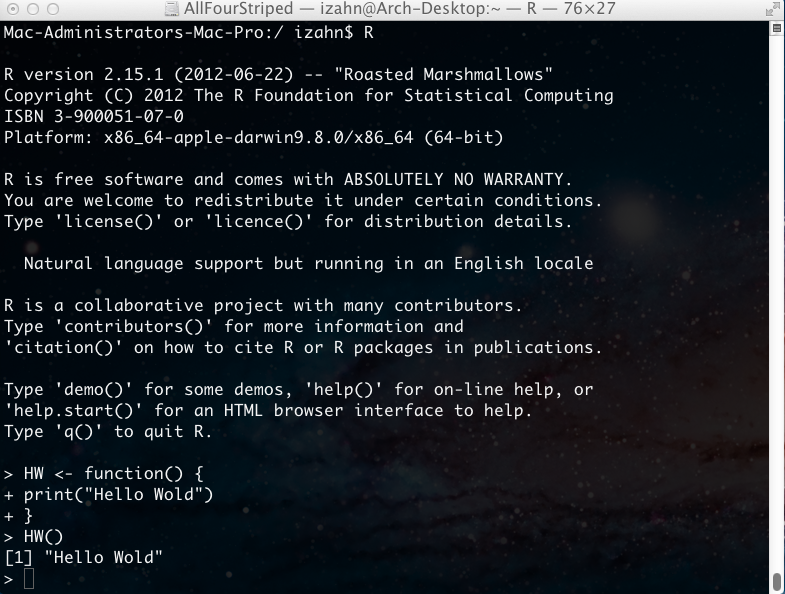 AllFourStriped — izahn@Arch-Desktop:~ — R — 76×27
Mac-Administrators-Mac-Pro:/ izahn$ R
R version 2.15.1 (2012-06-22) -- "Roasted Marshmallows"
Copyright (C) 2012 The R Foundation for Statistical Computing
ISBN 3-900051-07-0
Platform: x86_64-apple-darwin9.8.0/x86_64 (64-bit)
R is free software and comes with ABSOLUTELY NO WARRANTY.
You are welcome to redistribute it under certain conditions.
Type 'license()' or 'licence()' for distribution details.
Natural language support but running in an English locale
R is a collaborative project with many contributors.
Type 'contributors()' for more information and
'citation()' on how to cite R or R packages in publications.
Type 'demo()' for some demos, 'help()' for on-line help, or
'help.start()' for an HTML browser interface to help.
Type 'q()' to quit R.
> HW <- function() {
+ print("Hello Wold")
+ }
> HW()
[1] "Hello Wold"
>